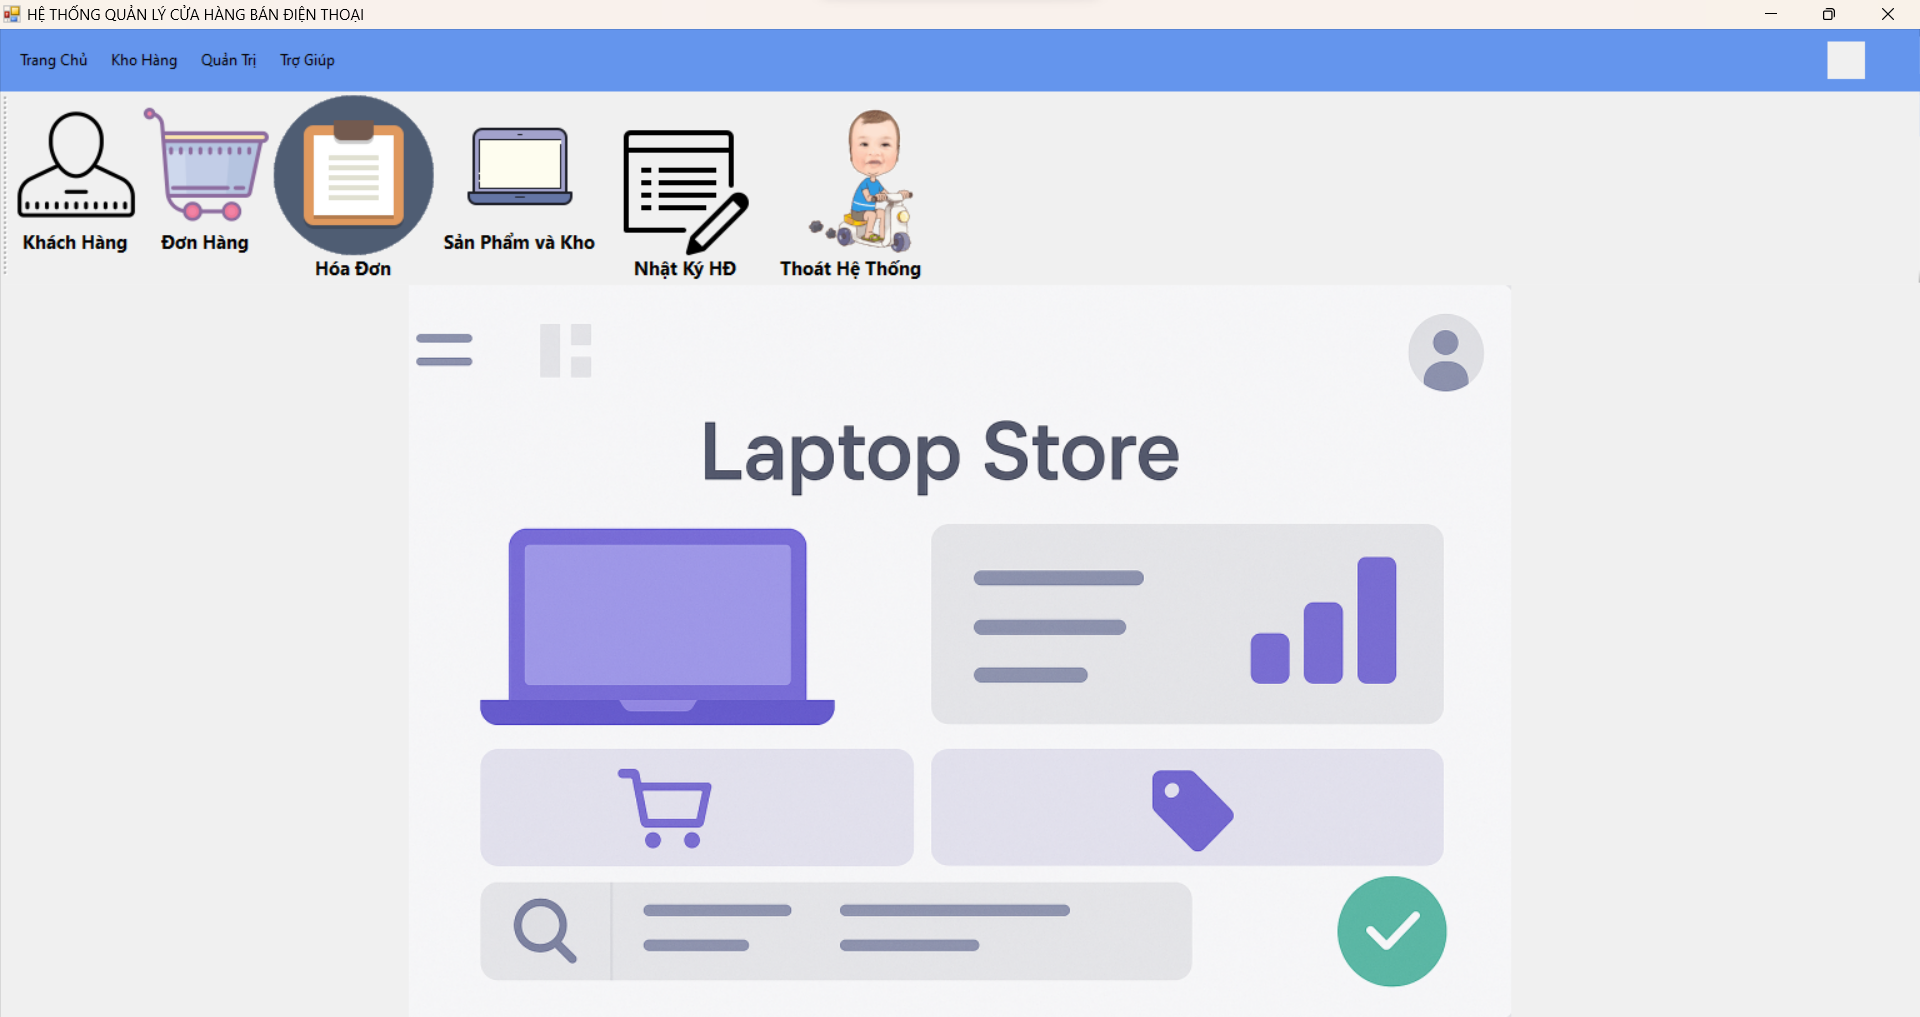 HỆ THỐNG QUẢN LÝ CỬA HÀNG BÁN ĐIỆN THOẠI
Trang Chủ Kho Hàng Quản Trị Trợ Giúp
Khách Hàng Đơn Hàng Hóa Đơn Sản Phẩm và Kho Nhật Ký HĐ Thoát Hệ Thống
Laptop Store